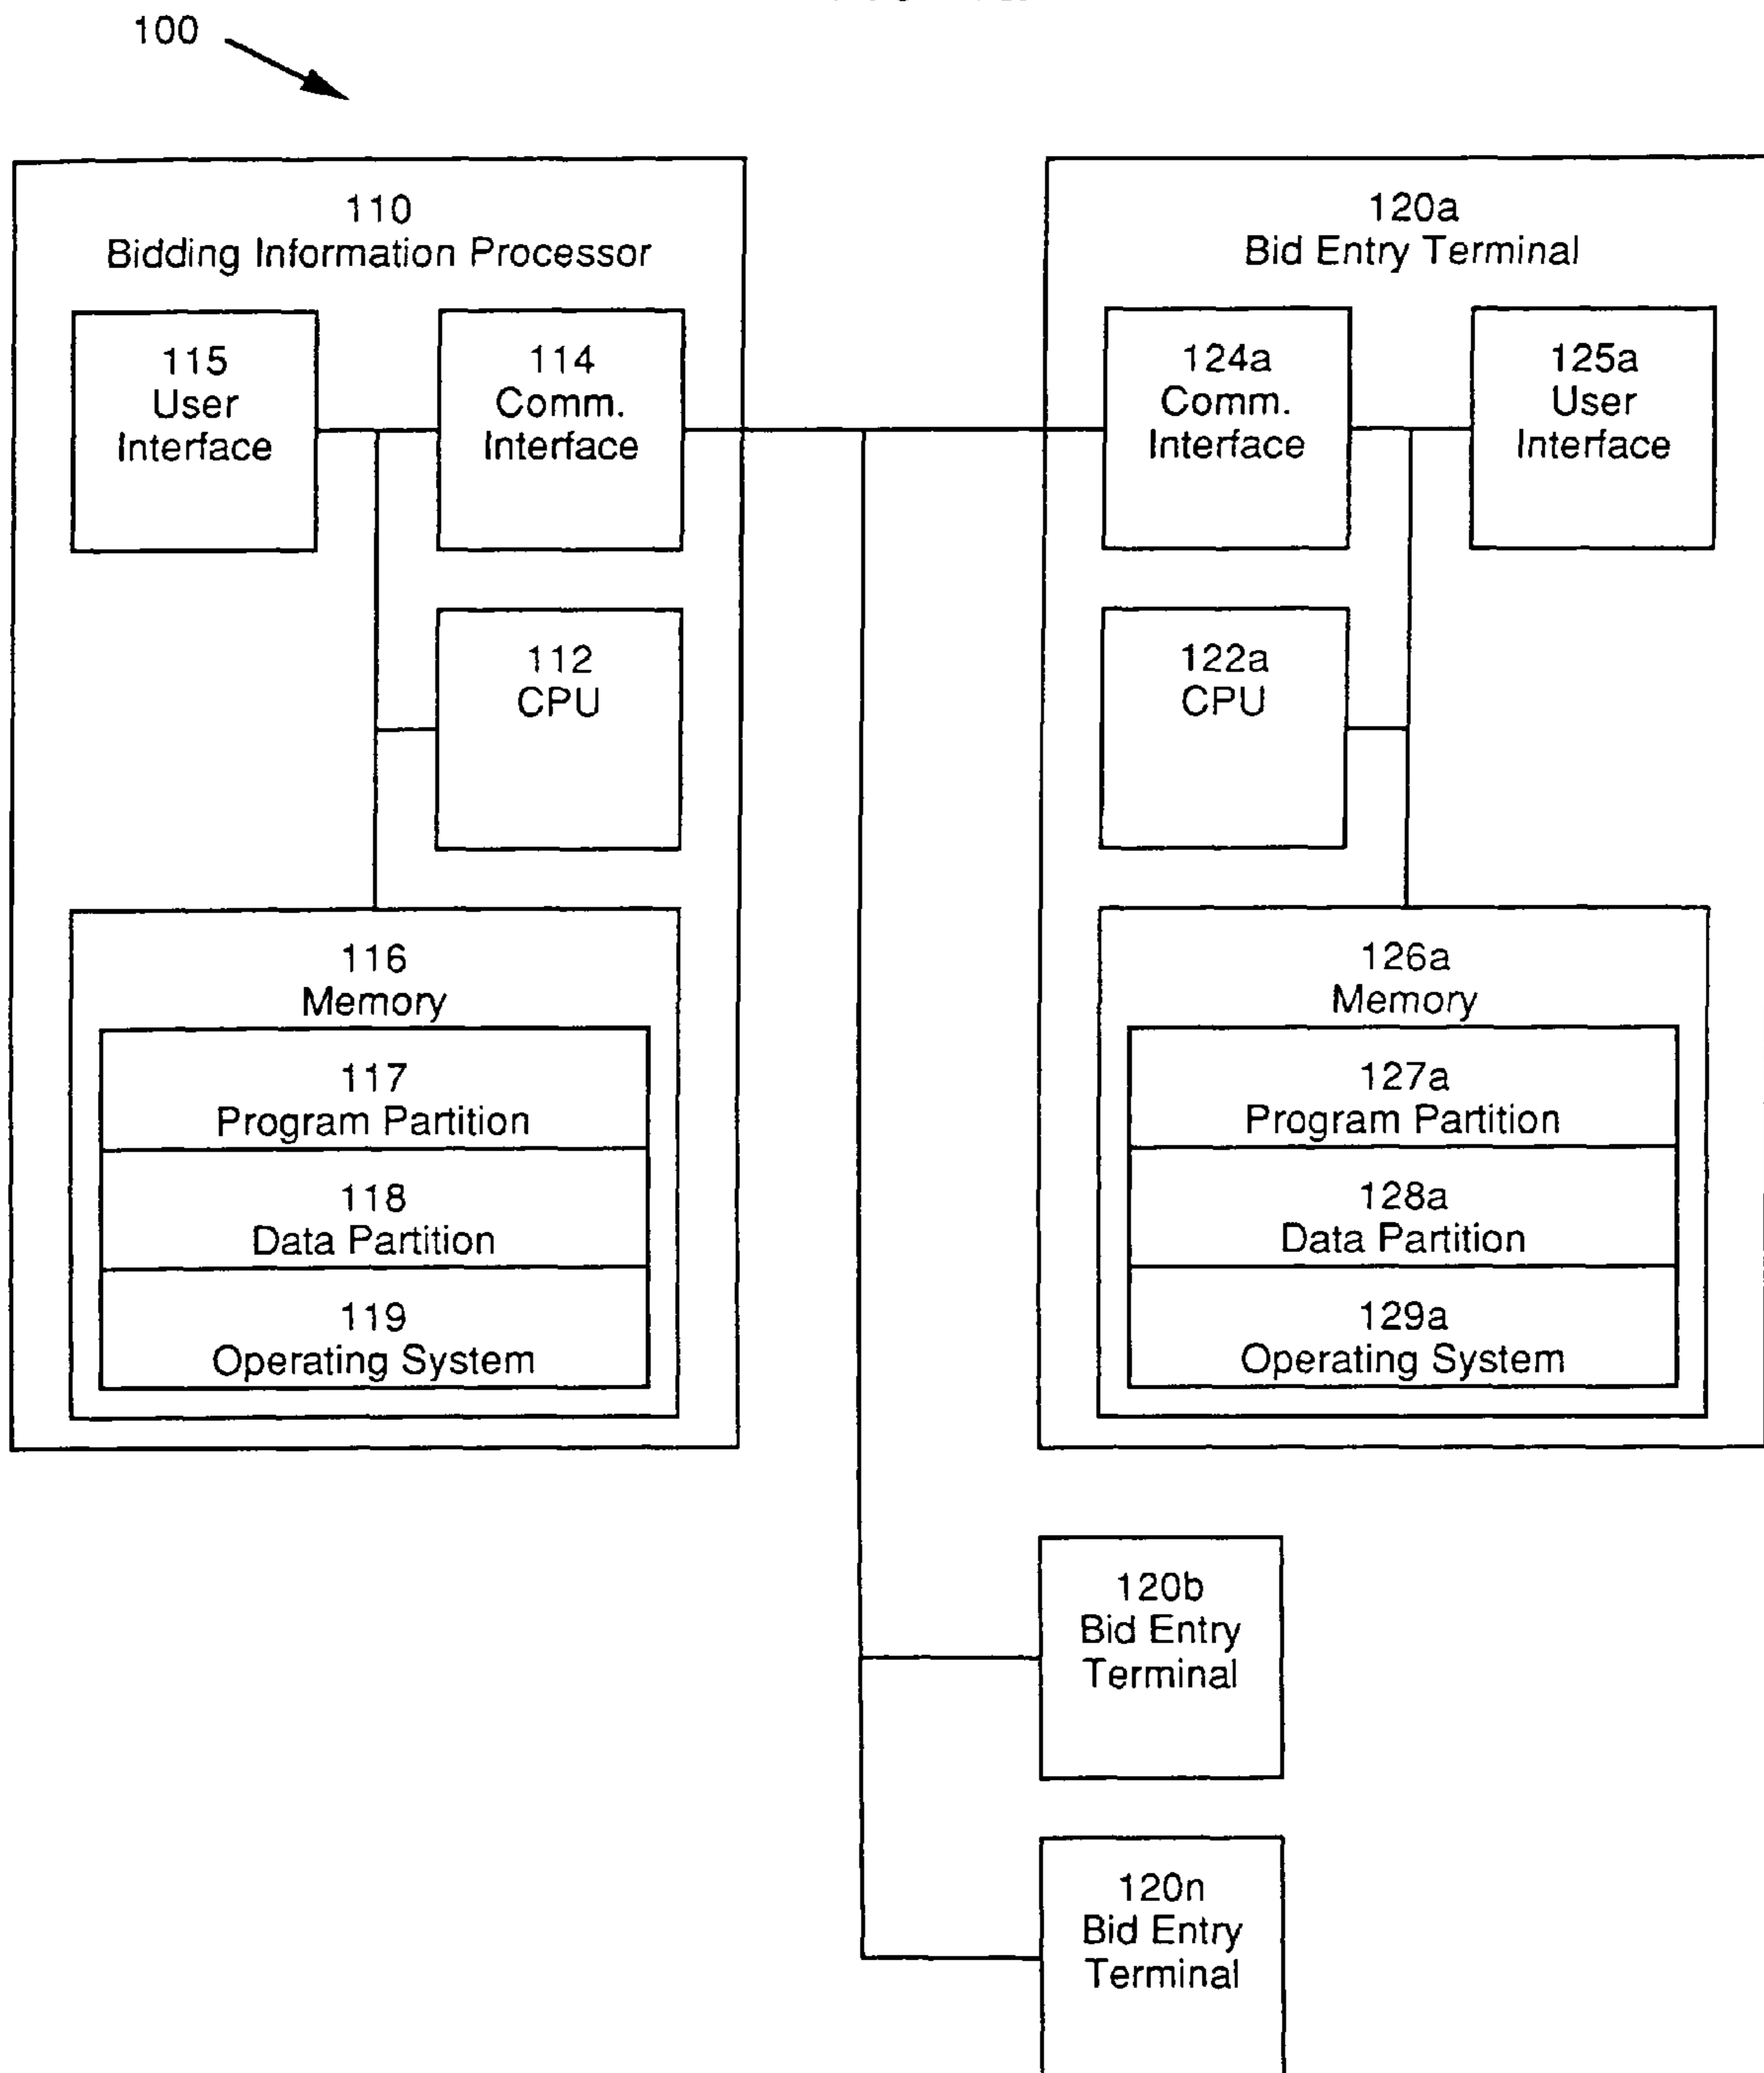 100
110
Bidding Information Processor
115
User
Interface
114
Comm.
Interface
112
CPU
116
Memory
117
Program Partition
118
Data Partition
119
Operating System
120a
Bid Entry Terminal
124a
Comm.
Interface
125a
User
Interface
122a
CPU
126a
Memory
127a
Program Partition
128a
Data Partition
129a
Operating System
120b
Bid Entry
Terminal
120n
Bid Entry
Terminal